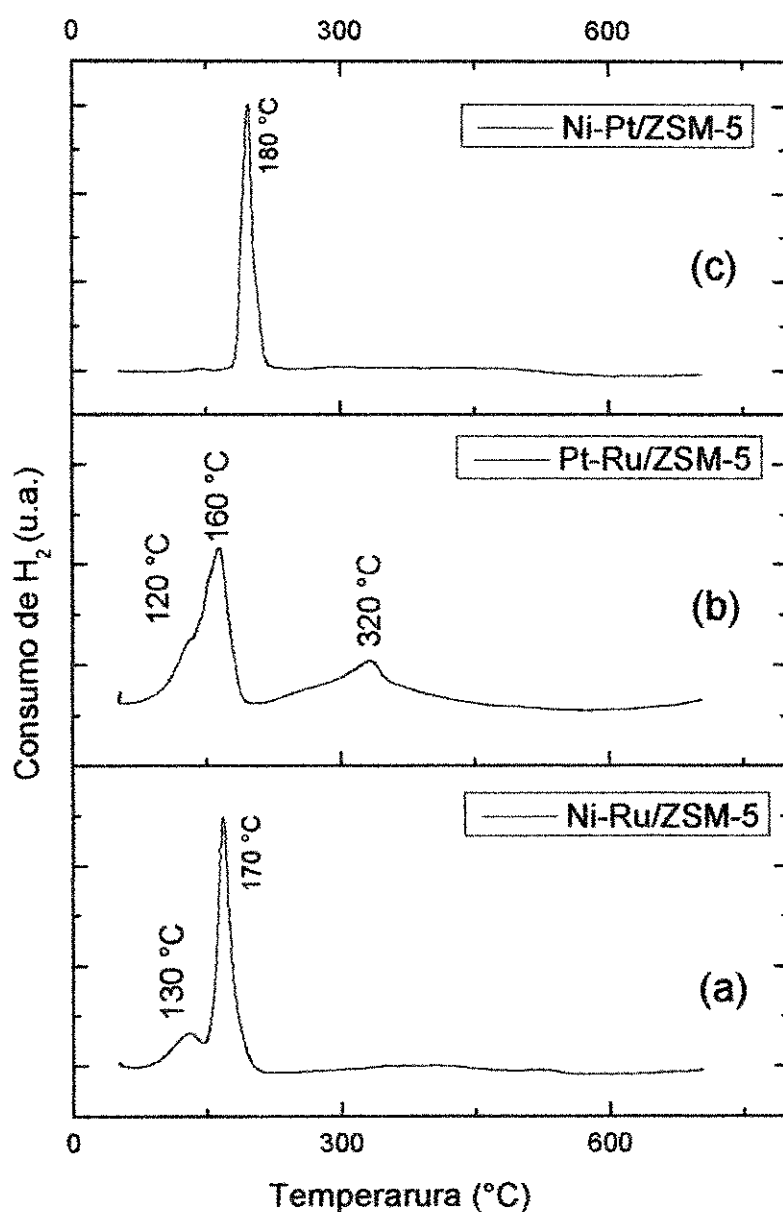 0 300 600
Ni-Pt/ZSM-5
180 °C
(c)
Pt-Ru/ZSM-5
120 °C
160 °C
320 °C
(b)
Ni-Ru/ZSM-5
130 °C
170 °C
(a)
Consumo de H2 (u.a.)
0 300 600
Temperarura (°C)